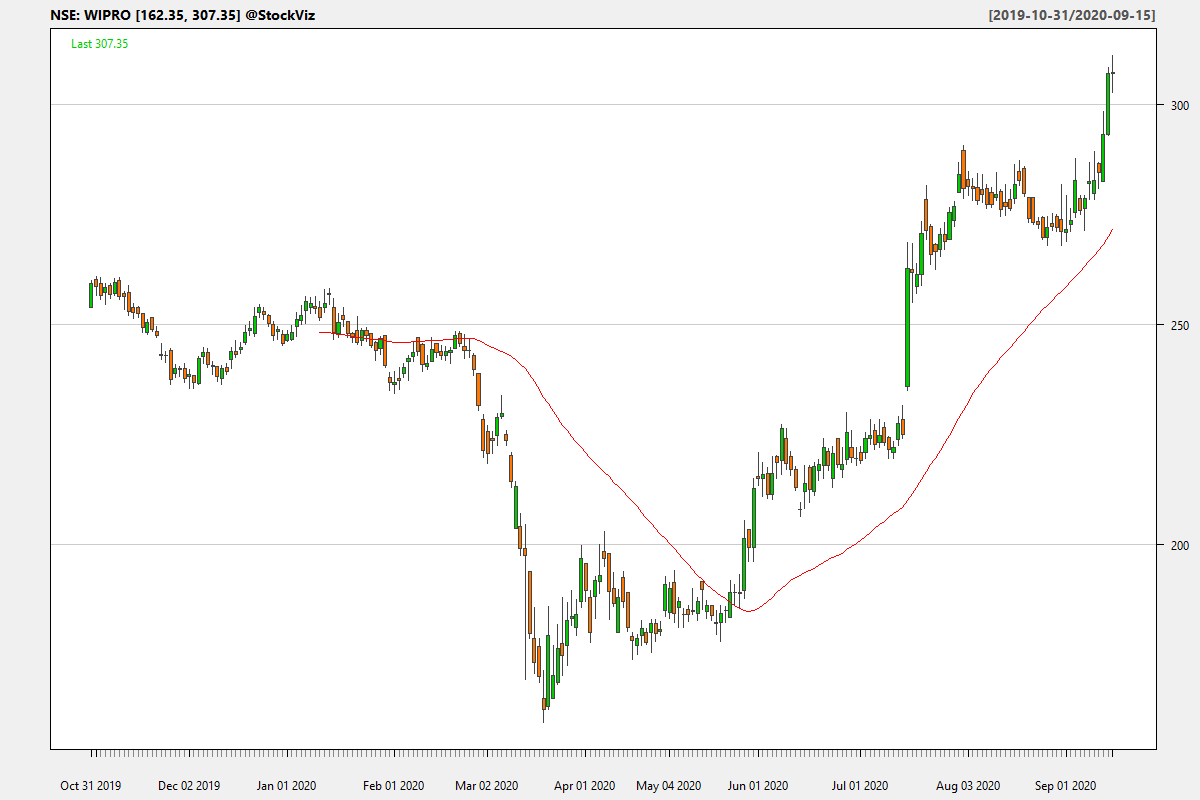 NSE: WIPRO [162.35, 307.35] @StockViz [2019-10-31/2020-09-15]
Last 307.35
300
250
200
Oct 31 2019 Dec 02 2019 Jan 01 2020 Feb 01 2020 Mar 02 2020 Apr 01 2020 May 04 2020 Jun 01 2020 Jul 01 2020 Aug 03 2020 Sep 01 2020